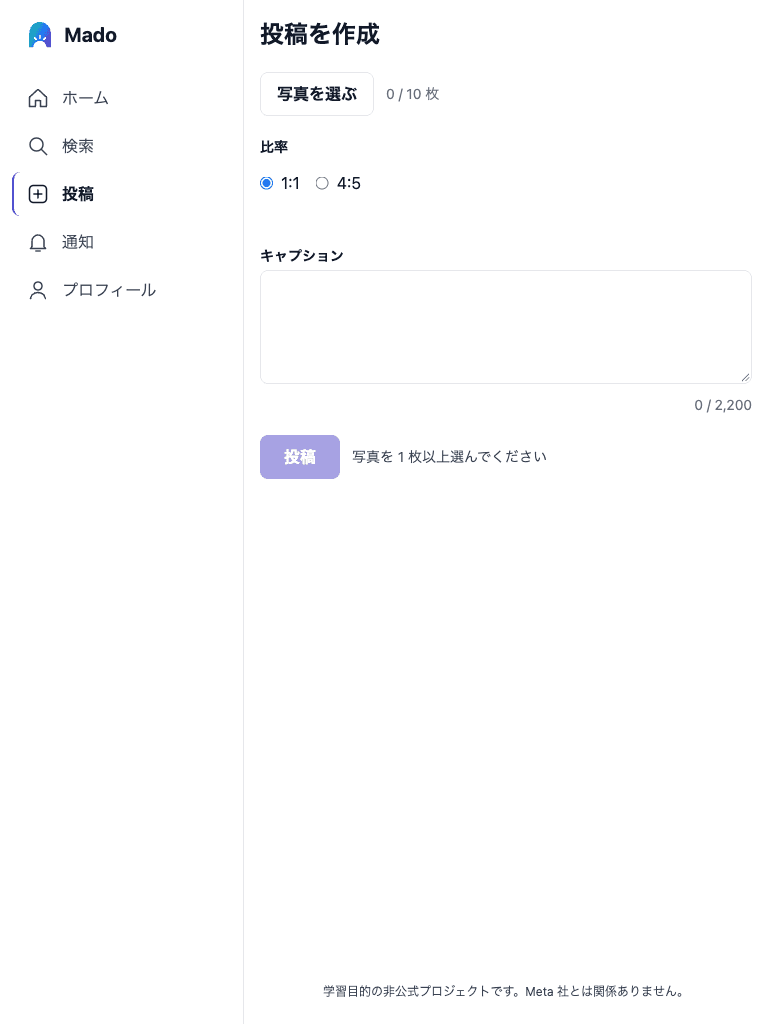 Mado
ホーム
検索
投稿
通知
プロフィール
投稿を作成
写真を選ぶ 0 / 10 枚
比率
1:1 4:5
キャプション
0 / 2,200
投稿 写真を 1 枚以上選んでください
学習目的の非公式プロジェクトです。Meta 社とは関係ありません。